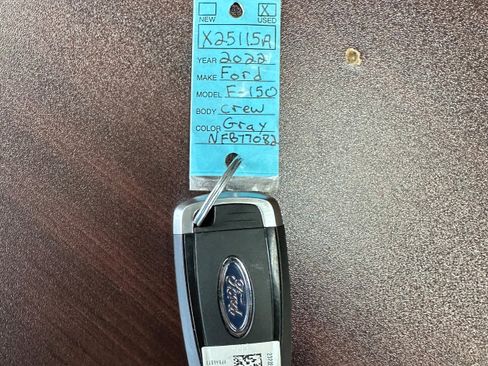 NEW X USED
X25115A
YEAR 2022
MAKE Ford
MODEL F-150
BODY Crew
COLOR Gray
NFB77082
Ford